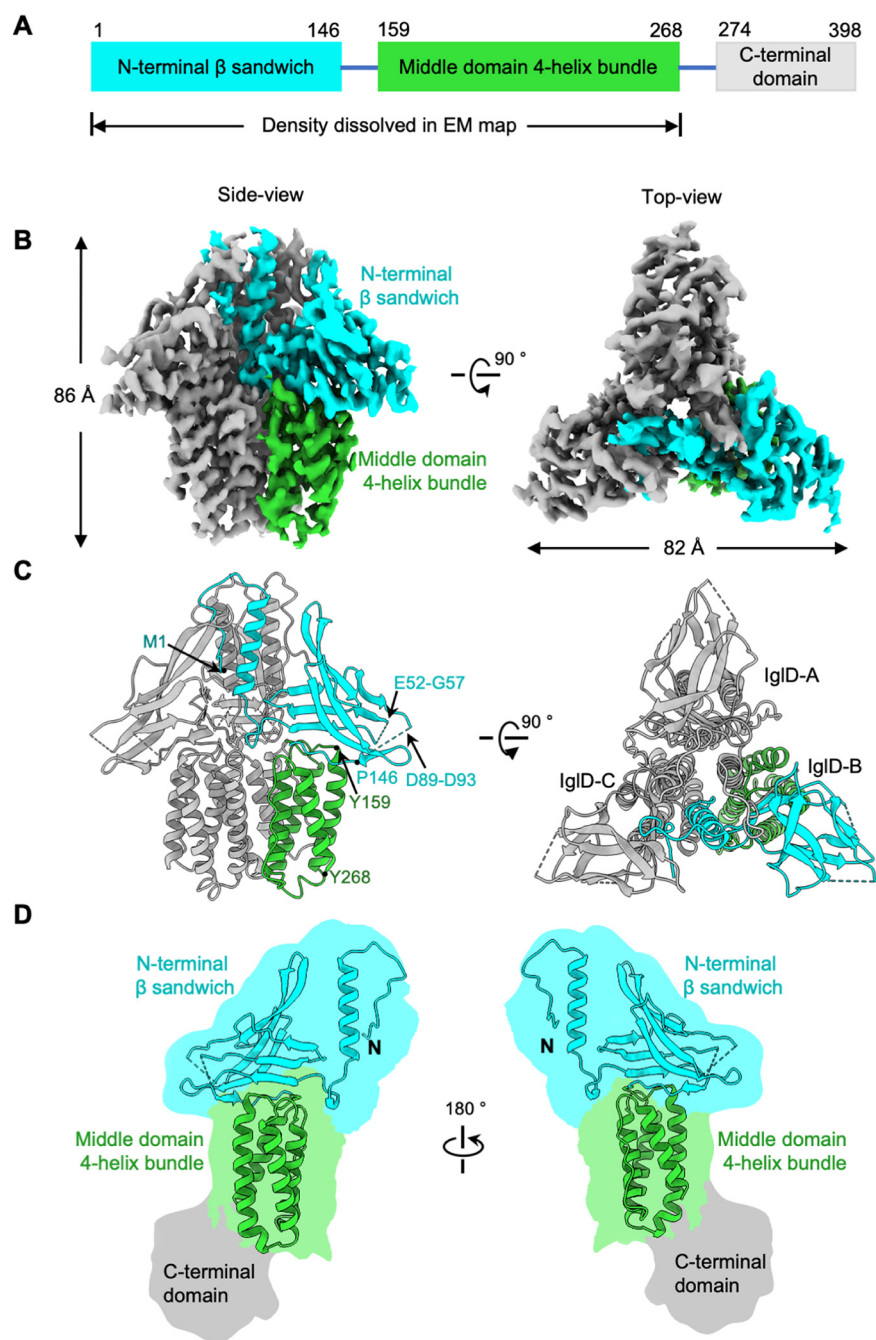 A
1 146 159 268 274 398
N-terminal β sandwich
Middle domain 4-helix bundle
C-terminal
domain
Density dissolved in EM map
Side-view
Top-view
B
N-terminal
β sandwich
90 °
86 Å
Middle domain
4-helix bundle
82 Å
C
M1
E52-G57
D89-D93
P146
Y159
Y268
90 °
IglD-A
IglD-B
IglD-C
D
N-terminal
β sandwich
N
Middle domain
4-helix bundle
C-terminal
domain
180 °
N-terminal
β sandwich
N
Middle domain
4-helix bundle
C-terminal
domain